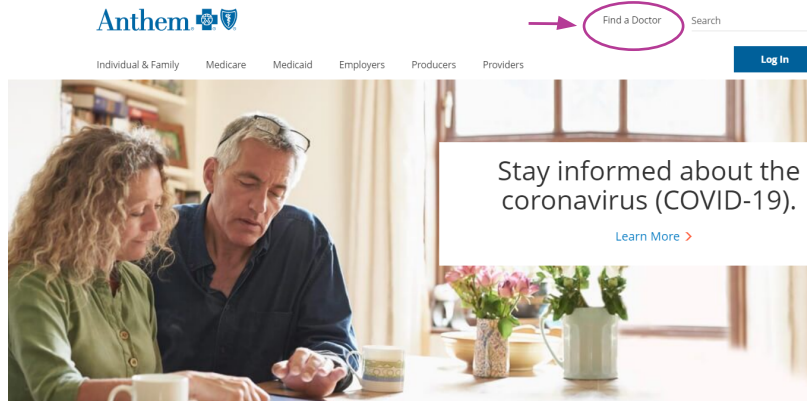 Anthem
Find a Doctor
Search
Individual & Family
Medicare
Medicaid
Employers
Producers
Providers
Log In
Stay informed about the
coronavirus (COVID-19).
Learn More >